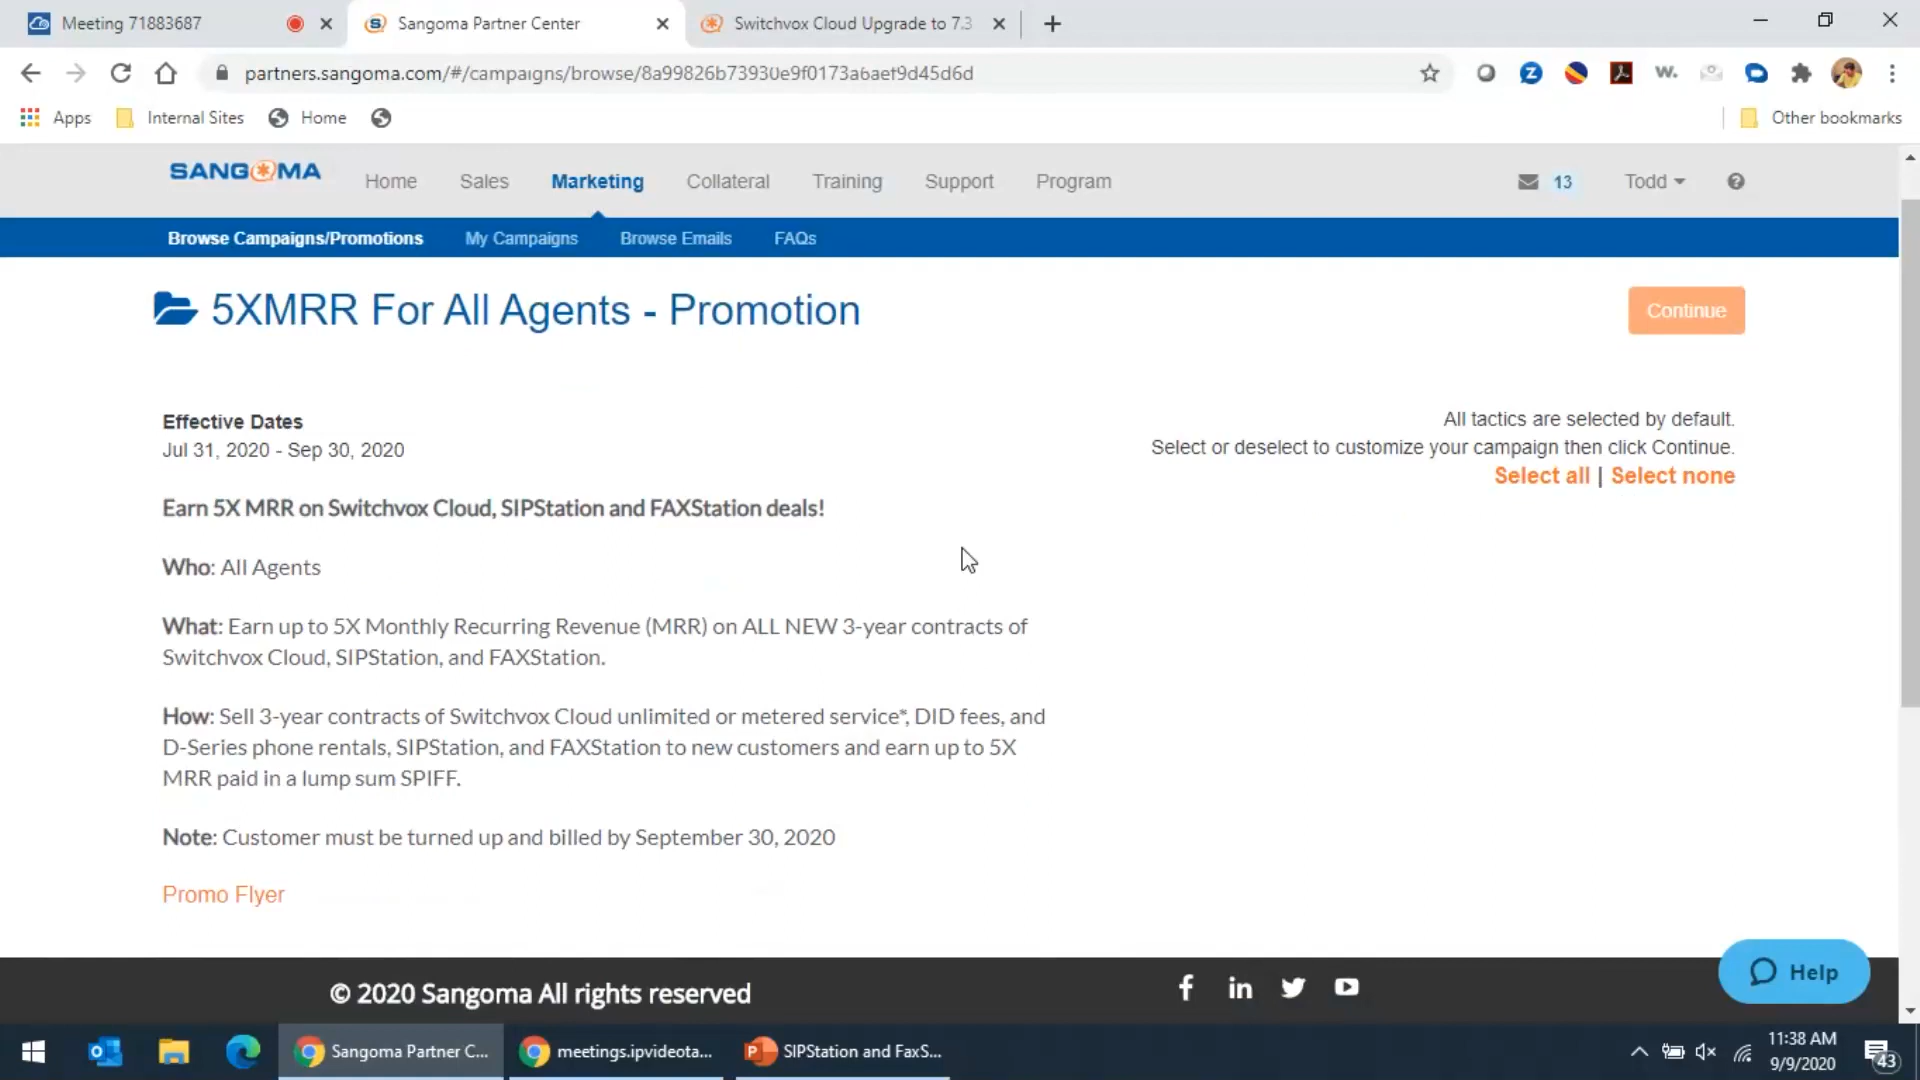 Meeting 71883687
Sangoma Partner Center
Switchvox Cloud Upgrade to 7.3
partners.sangoma.com/#/campaigns/browse/8a99826b73930e9f0173a6aef9d45d6d
Apps
Internal Sites
Home
Other bookmarks
SANGOMA
Home
Sales
Marketing
Collateral
Training
Support
Program
13
Todd
Browse Campaigns/Promotions
My Campaigns
Browse Emails
FAQs
5XMRR For All Agents - Promotion
Continue
Effective Dates
Jul 31, 2020 - Sep 30, 2020
All tactics are selected by default.
Select or deselect to customize your campaign then click Continue.
Select all | Select none
Earn 5X MRR on Switchvox Cloud, SIPStation and FAXStation deals!
Who: All Agents
What: Earn up to 5X Monthly Recurring Revenue (MRR) on ALL NEW 3-year contracts of
Switchvox Cloud, SIPStation, and FAXStation.
How: Sell 3-year contracts of Switchvox Cloud unlimited or metered service*, DID fees, and
D-Series phone rentals, SIPStation, and FAXStation to new customers and earn up to 5X
MRR paid in a lump sum SPIFF.
Note: Customer must be turned up and billed by September 30, 2020
Promo Flyer
Help
© 2020 Sangoma All rights reserved
Sangoma Partner C...
meetings.ipvideota...
SIPStation and FaxS...
11:38 AM
9/9/2020
43